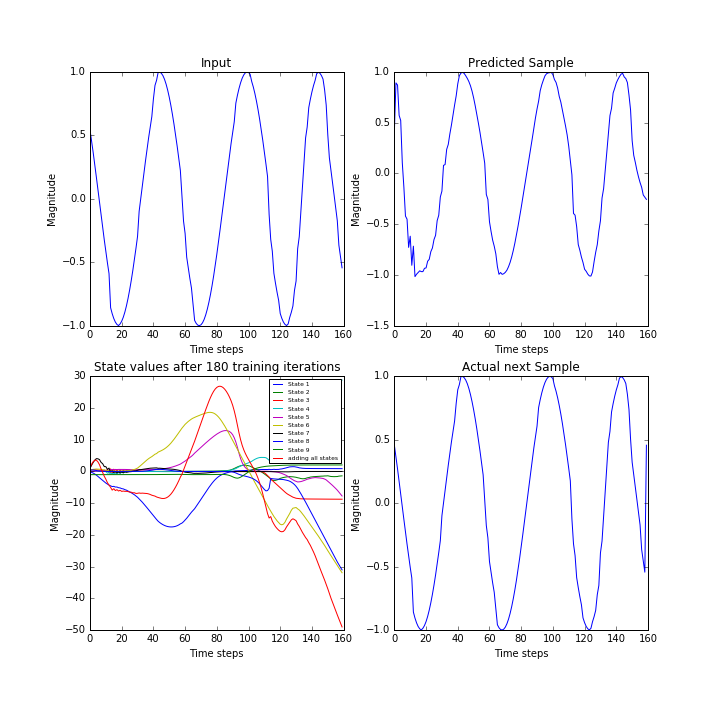 Input
1.0
0.5
0.0
−0.5
−1.0
Magnitude
0 20 40 60 80 100 120 140 160
Time steps
Predicted Sample
1.0
0.5
0.0
−0.5
−1.0
−1.5
Magnitude
0 20 40 60 80 100 120 140 160
Time steps
State values after 180 training iterations
30
20
10
0
−10
−20
−30
−40
−50
Magnitude
State 1
State 2
State 3
State 4
State 5
State 6
State 7
State 8
State 9
adding all states
0 20 40 60 80 100 120 140 160
Time steps
Actual next Sample
1.0
0.5
0.0
−0.5
−1.0
Magnitude
0 20 40 60 80 100 120 140 160
Time steps